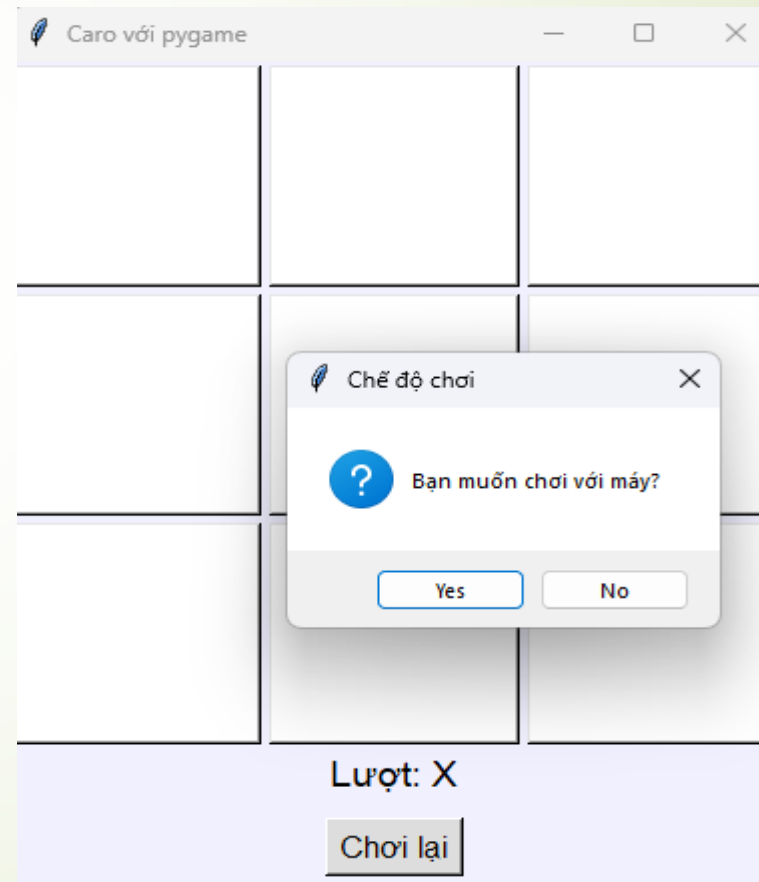 Caro với pygame
Chế độ chơi
Bạn muốn chơi với máy?
Yes
No
Lượt: X
Chơi lại